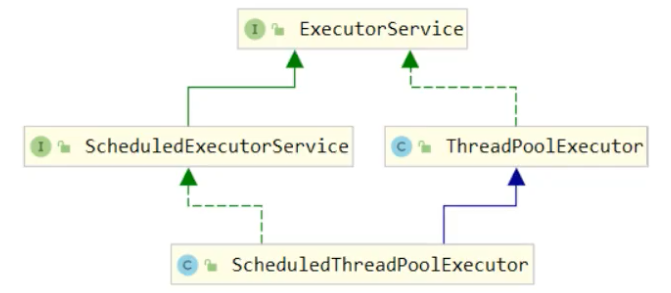 I ExecutorService
I ScheduledExecutorService
C ThreadPoolExecutor
C ScheduledThreadPoolExecutor